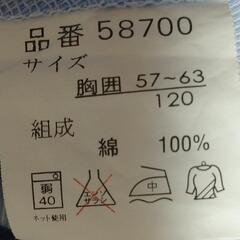 品番 58700
サイズ
胸囲 57~63
120
組成
綿 100%
弱
40
エンソ
サラシ
中
ネット使用